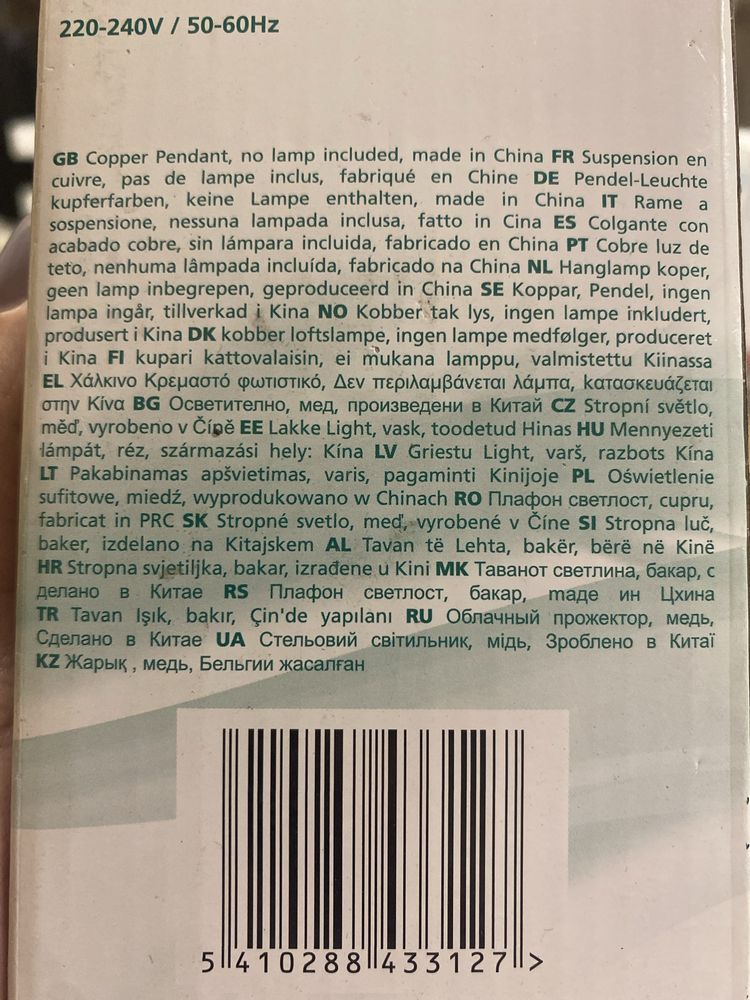 220-240V / 50-60Hz
GB Copper Pendant, no lamp included, made in China FR Suspension en
cuivre, pas de lampe inclus, fabriqué en Chine DE Pendel-Leuchte
kupferfarben, keine Lampe enthalten, made in China IT Rame a
sospensione, nessuna lampada inclusa, fatto in Cina ES Colgante con
acabado cobre, sin lámpara incluida, fabricado en China PT Cobre luz de
teto, nenhuma lâmpada incluída, fabricado na China NL Hanglamp koper,
geen lamp inbegrepen, geproduceerd in China SE Koppar, Pendel, ingen
lampa ingår, tillverkad i Kina NO Kobber tak lys, ingen lampe inkludert,
produsert i Kina DK kobber loftslampe, ingen lampe medfølger, produceret
i Kina FI kupari kattovalaisin, ei mukana lamppu, valmistettu Kiinassa
EL Χάλκινο Κρεμαστό φωτιστικό, Δεν περιλαμβάνεται λάμπα, κατασκευάζεται
στην Κίνα BG Осветително, мед, произведени в Китай CZ Stropní světlo,
měď, vyrobeno v Číně EE Lakke Light, vask, toodetud Hinas HU Mennyezeti
lámpát, réz, származási hely: Kína LV Griestu Light, varš, razbots Kīna
LT Pakabinamas apšvietimas, varis, pagaminti Kinijoje PL Oświetlenie
sufitowe, miedź, wyprodukowano w Chinach RO Плафон светлост, cupru,
fabricat in PRC SK Stropné svetlo, meď, vyrobené v Číne SI Stropna luč,
baker, izdelano na Kitajskem AL Tavan të Lehta, bakër, bërë në Kinë
HR Stropna svjetiljka, bakar, izrađene u Kini MK Таванот светлина, бакар, с
делано в Китае RS Плафон светлост, бакар, маде ин Цхина
TR Tavan Işık, bakır, Çin'de yapılanı RU Облачный прожектор, медь,
Сделано в Китае UA Стельовий світильник, мідь, Зроблено в Китаї
KZ Жарық , медь, Бельгии жасалған
5 410288 433127 >